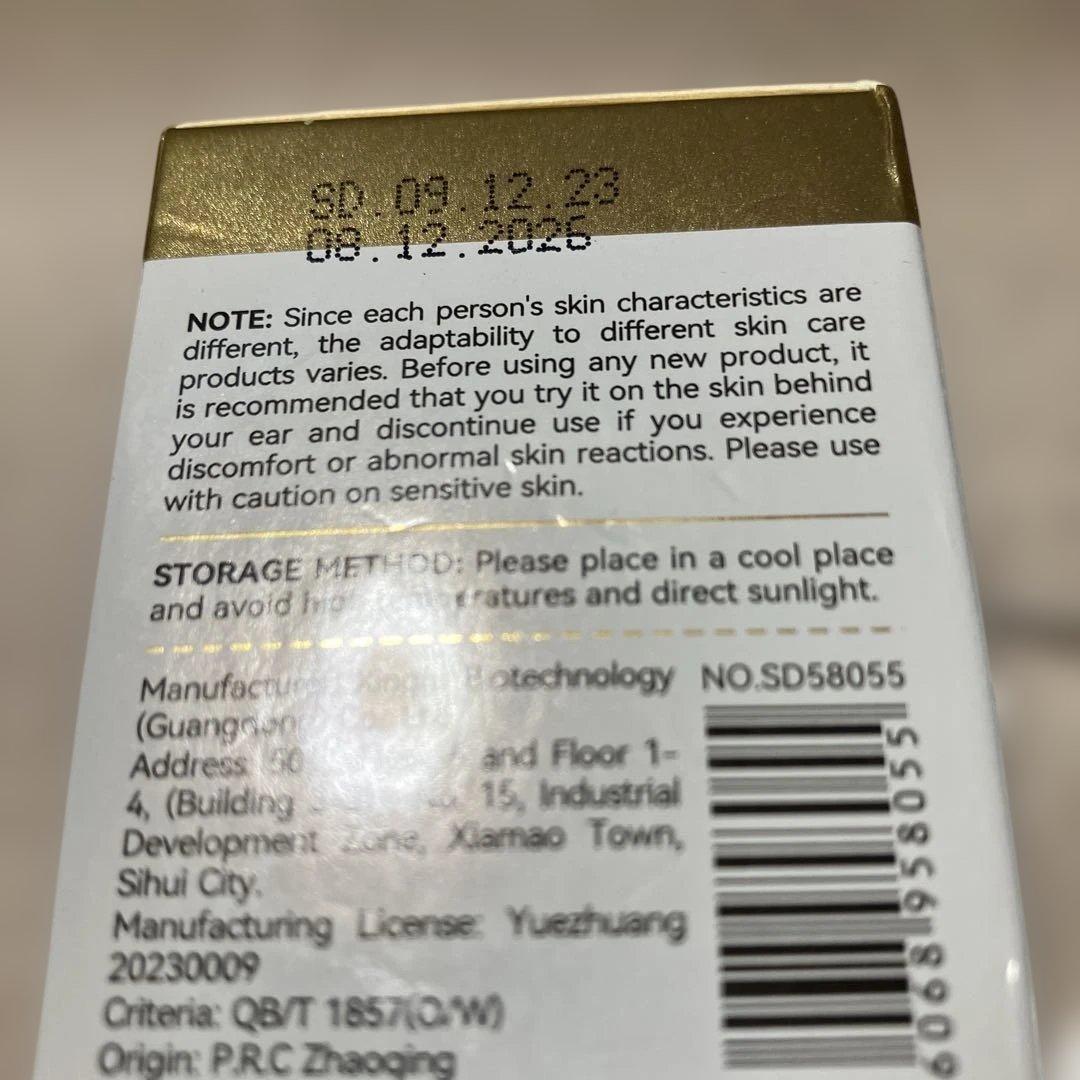 SD.09.12.23
08.12.2026
NOTE: Since each person's skin characteristics are
different, the adaptability to different skin care
products varies. Before using any new product, it
is recommended that you try it on the skin behind
your ear and discontinue use if you experience
discomfort or abnormal skin reactions. Please use
with caution on sensitive skin.
STORAGE METHOD: Please place in a cool place
and avoid high temperatures and direct sunlight.
Biotechnology NO.SD58055
Address and Floor 1-
4, (Building 15, Industrial
Development Zone, Xiamao Town,
Sihui City.
Manufacturing License: Yuezhuang
20230009
Criteria: QB/T 1857(O/W)
Origin: P.R.C Zhaoqing